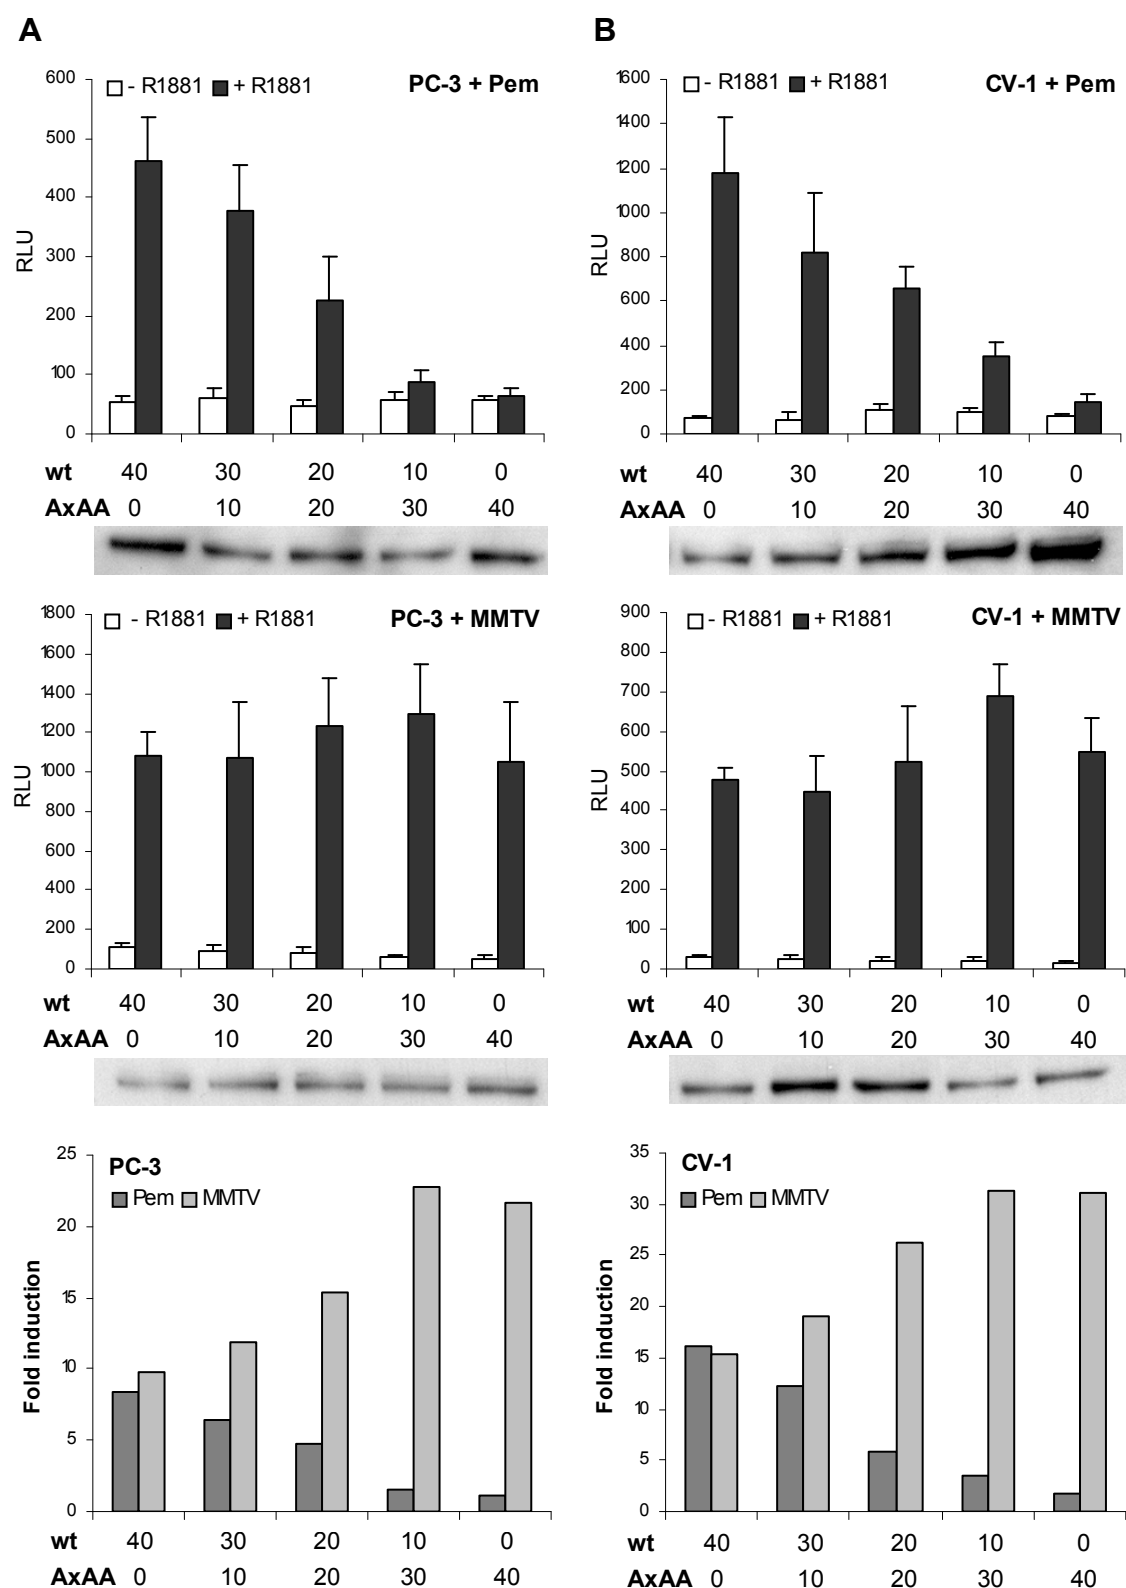 A
B
- R1881 + R1881 PC-3 + Pem
600
500
400
300
200
100
0
RLU
wt 40 30 20 10 0
AxAA 0 10 20 30 40
- R1881 + R1881 CV-1 + Pem
1600
1400
1200
1000
800
600
400
200
0
RLU
wt 40 30 20 10 0
AxAA 0 10 20 30 40
- R1881 + R1881 PC-3 + MMTV
1800
1600
1400
1200
1000
800
600
400
200
0
RLU
wt 40 30 20 10 0
AxAA 0 10 20 30 40
- R1881 + R1881 CV-1 + MMTV
900
800
700
600
500
400
300
200
100
0
RLU
wt 40 30 20 10 0
AxAA 0 10 20 30 40
PC-3
Pem MMTV
25
20
15
10
5
0
Fold induction
wt 40 30 20 10 0
AxAA 0 10 20 30 40
CV-1
Pem MMTV
35
30
25
20
15
10
5
0
Fold induction
wt 40 30 20 10 0
AxAA 0 10 20 30 40